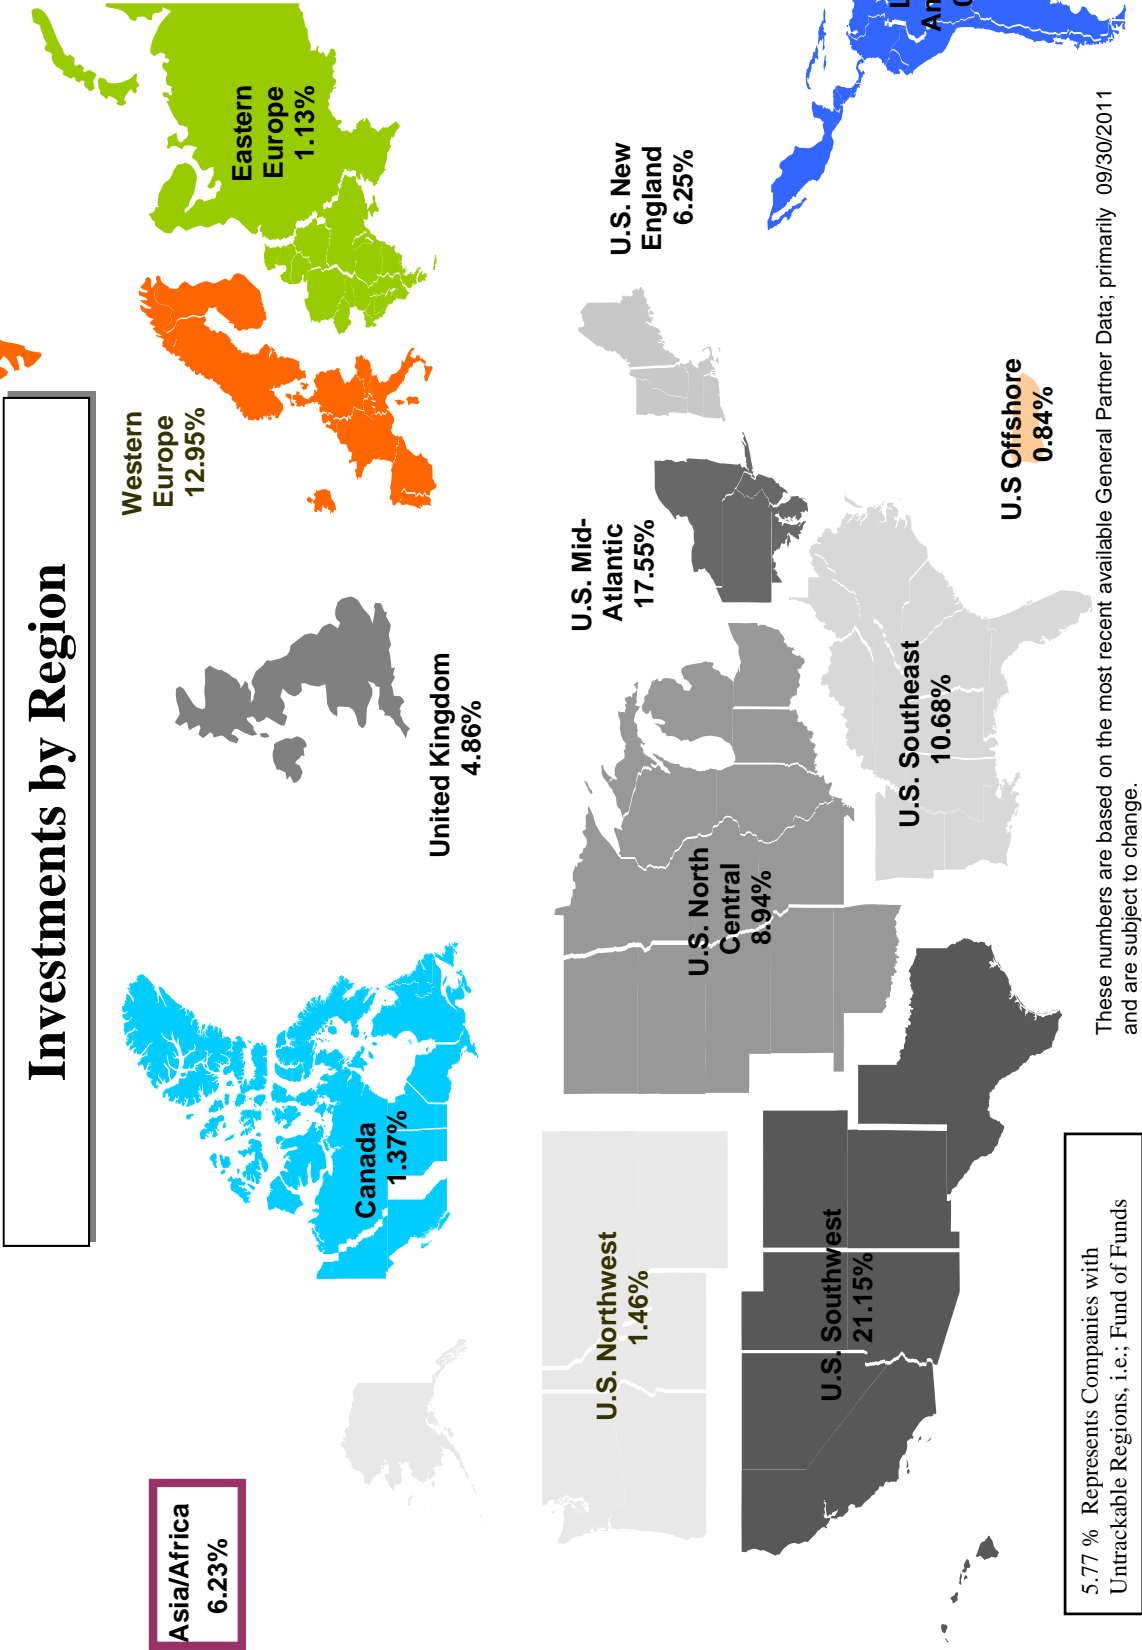 Investments by Region
Asia/Africa
6.23%
Canada
1.37%
United Kingdom
4.86%
Western
Europe
12.95%
Eastern
Europe
1.13%
U.S. Northwest
1.46%
U.S. North
Central
8.94%
U.S. Mid-
Atlantic
17.55%
U.S. New
England
6.25%
U.S. Southwest
21.15%
U.S. Southeast
10.68%
U.S Offshore
0.84%
5.77 % Represents Companies with
Untrackable Regions, i.e.; Fund of Funds
These numbers are based on the most recent available General Partner Data; primarily 09/30/2011
and are subject to change.